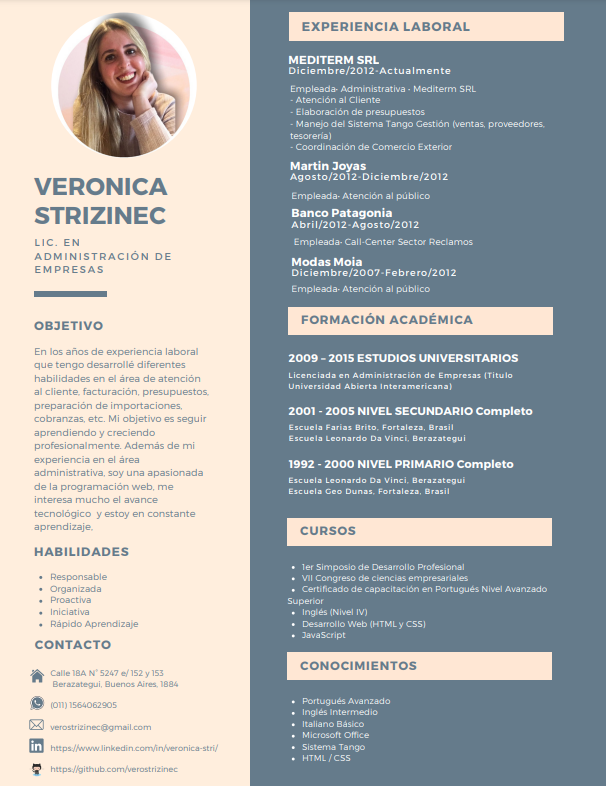 VERONICA
STRIZINEC
LIC. EN
ADMINISTRACIÓN DE
EMPRESAS
OBJETIVO
En los años de experiencia laboral
que tengo desarrollé diferentes
habilidades en el área de atención
al cliente, facturación, presupuestos,
preparación de importaciones,
cobranzas, etc. Mi objetivo es seguir
aprendiendo y creciendo
profesionalmente. Además de mi
experiencia en el área
administrativa, soy una apasionada
de la programación web, me
interesa mucho el avance
tecnológico y estoy en constante
aprendizaje,
HABILIDADES
• Responsable
• Organizada
• Proactiva
• Iniciativa
• Rápido Aprendizaje
CONTACTO
Calle 18A N° 5247 e/ 152 y 153
Berazategui, Buenos Aires, 1884
(011) 1564062905
verostrizinec@gmail.com
https://www.linkedin.com/in/veronica-stri/
https://github.com/verostrizinec
EXPERIENCIA LABORAL
MEDITERM SRL
Diciembre/2012-Actualmente
Empleada- Administrativa - Mediterm SRL
- Atención al Cliente
- Elaboración de presupuestos
- Manejo del Sistema Tango Gestión (ventas, proveedores,
tesorería)
- Coordinación de Comercio Exterior
Martin Joyas
Agosto/2012-Diciembre/2012
Empleada- Atención al público
Banco Patagonia
Abril/2012-Agosto/2012
Empleada- Call-Center Sector Reclamos
Modas Moia
Diciembre/2007-Febrero/2012
Empleada- Atención al público
FORMACIÓN ACADÉMICA
2009 – 2015 ESTUDIOS UNIVERSITARIOS
Licenciada en Administración de Empresas (Titulo
Universidad Abierta Interamericana)
2001 - 2005 NIVEL SECUNDARIO Completo
Escuela Farias Brito, Fortaleza, Brasil
Escuela Leonardo Da Vinci, Berazategui
1992 - 2000 NIVEL PRIMARIO Completo
Escuela Leonardo Da Vinci, Berazategui
Escuela Geo Dunas, Fortaleza, Brasil
CURSOS
• 1er Simposio de Desarrollo Profesional
• VII Congreso de ciencias empresariales
• Certificado de capacitación en Portugués Nivel Avanzado
Superior
• Inglés (Nivel IV)
• Desarrollo Web (HTML y CSS)
• JavaScript
CONOCIMIENTOS
• Portugués Avanzado
• Inglés Intermedio
• Italiano Básico
• Microsoft Office
• Sistema Tango
• HTML / CSS